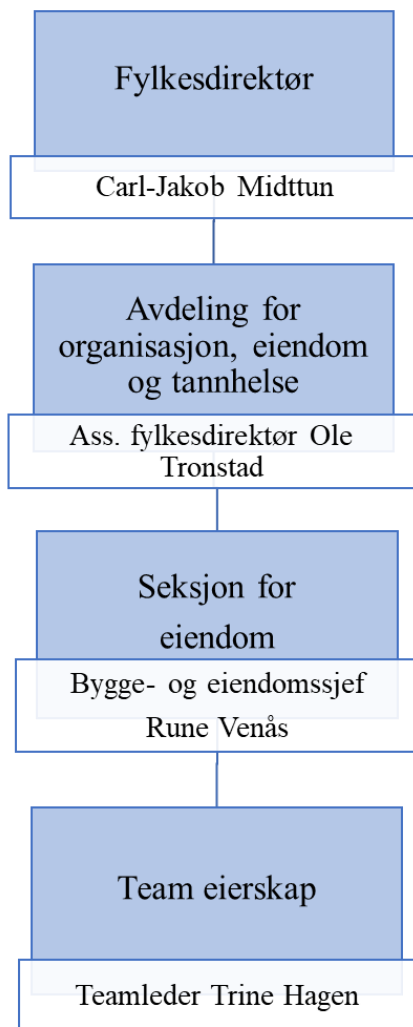 Fylkesdirektør
Carl-Jakob Midttun
Avdeling for
organisasjon, eiendom
og tannhelse
Ass. fylkesdirektør Ole
Tronstad
Seksjon for
eiendom
Bygge- og eiendomssjef
Rune Venås
Team eierskap
Teamleder Trine Hagen